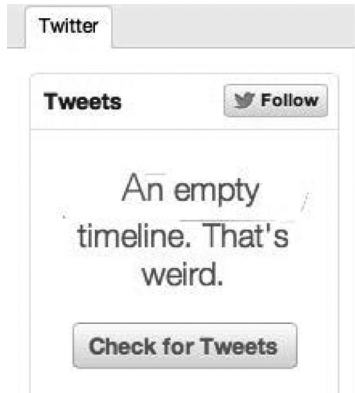 Twitter
Tweets
Follow
An empty
timeline. That's
weird.
Check for Tweets